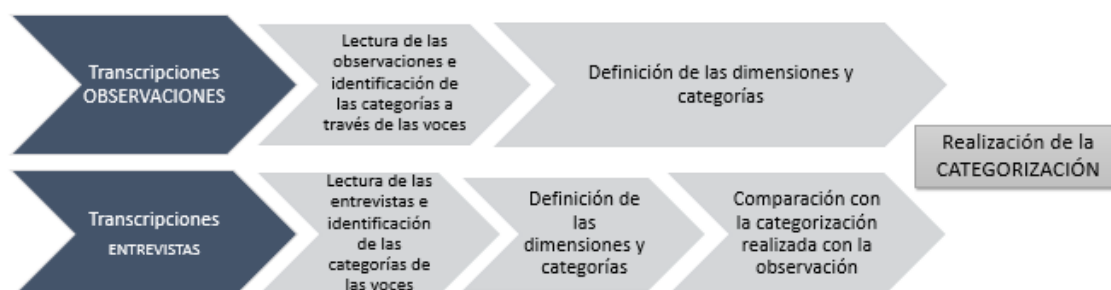 Transcripciones
OBSERVACIONES
Lectura de las
observaciones e
identificación de
las categorías a
través de las voces
Definición de las dimensiones y
categorías
Transcripciones
ENTREVISTAS
Lectura de las
entrevistas e
identificación
de las
categorías de
las voces
Definición de
las
dimensiones y
categorías
Comparación con
la categorización
realizada con la
observación
Realización de la
CATEGORIZACIÓN